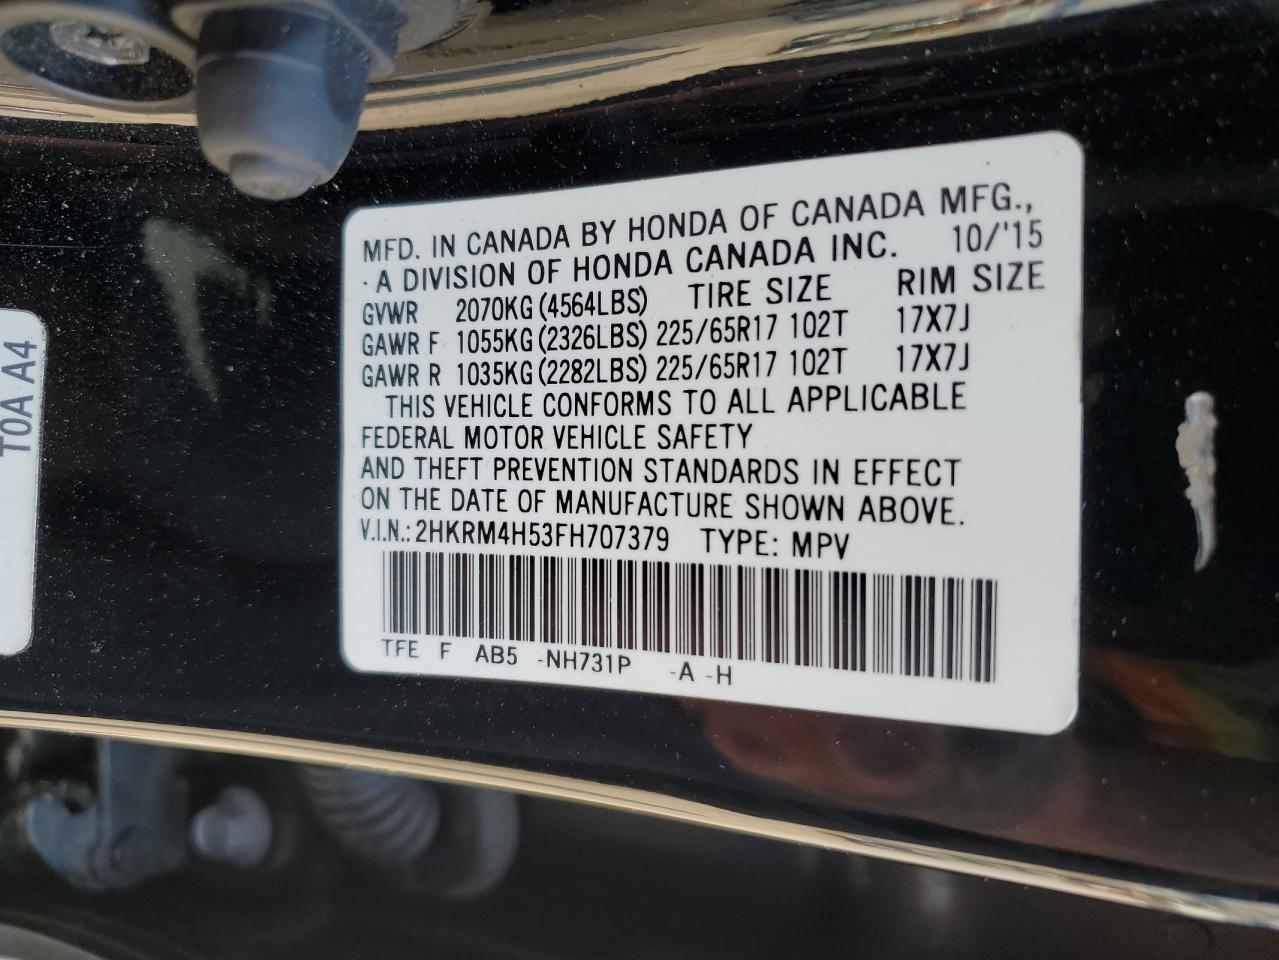 MFD. IN CANADA BY HONDA OF CANADA MFG.,
A DIVISION OF HONDA CANADA INC. 10/'15
GVWR 2070KG (4564LBS) TIRE SIZE RIM SIZE
GAWR F 1055KG (2326LBS) 225/65R17 102T 17X7J
GAWR R 1035KG (2282LBS) 225/65R17 102T 17X7J
THIS VEHICLE CONFORMS TO ALL APPLICABLE
FEDERAL MOTOR VEHICLE SAFETY
AND THEFT PREVENTION STANDARDS IN EFFECT
ON THE DATE OF MANUFACTURE SHOWN ABOVE.
V.I.N.: 2HKRM4H53FH707379 TYPE: MPV
TFE F AB5 -NH731P -A -H
T0A A4